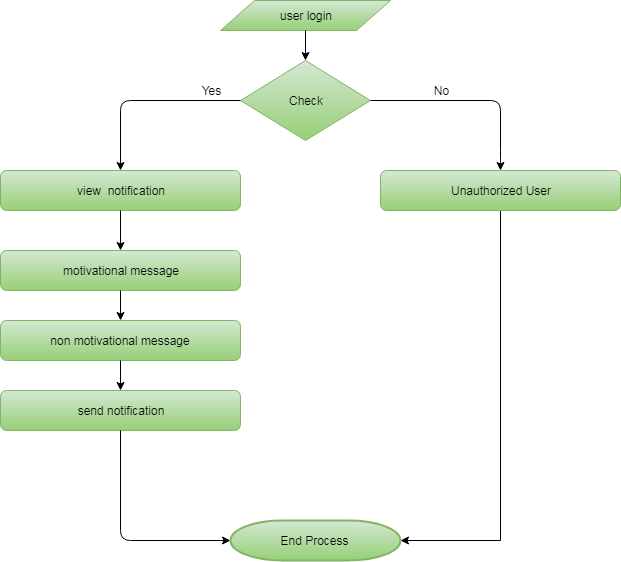 user login
Check
Yes
No
view  notification
Unauthorized User
motivational message
non motivational message
send notification
End Process